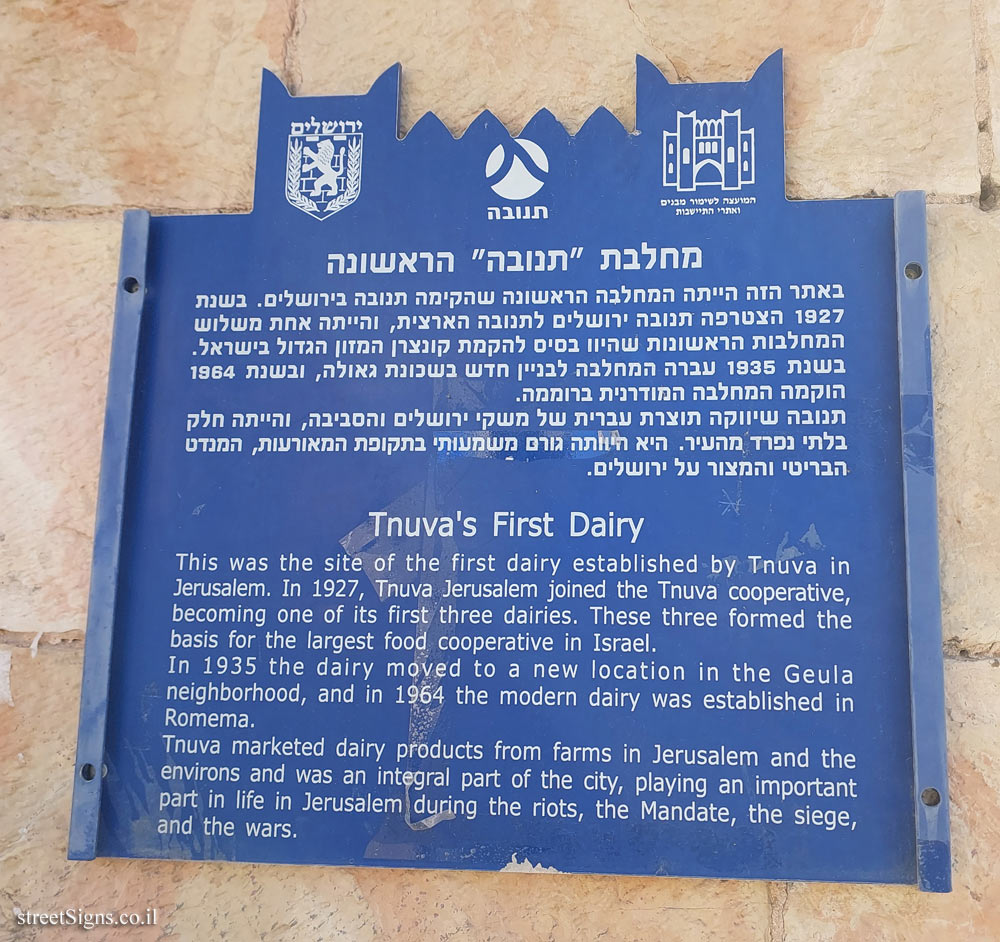 ירושלים
תנובה
המועצה לשימור מבנים
ואתרי התיישבות
מחלבת "תנובה" הראשונה
באתר הזה הייתה המחלבה הראשונה שהקימה תנובה בירושלים. בשנת
1927 הצטרפה תנובה ירושלים לתנובה הארצית, והייתה אחת משלוש
המחלבות הראשונות שהיוו בסיס להקמת קונצרן המזון הגדול בישראל.
בשנת 1935 עברה המחלבה לבניין חדש בשכונת גאולה, ובשנת 1964
הוקמה המחלבה המודרנית ברוממה.
תנובה שיווקה תוצרת עברית של משקי ירושלים והסביבה, והייתה חלק
בלתי נפרד מהעיר. היא היוותה גורם משמעותי בתקופת המאורעות, המנדט
הבריטי והמצור על ירושלים.
Tnuva's First Dairy
This was the site of the first dairy established by Tnuva in
Jerusalem. In 1927, Tnuva Jerusalem joined the Tnuva cooperative,
becoming one of its first three dairies. These three formed the
basis for the largest food cooperative in Israel.
In 1935 the dairy moved to a new location in the Geula
neighborhood, and in 1964 the modern dairy was established in
Romema.
Tnuva marketed dairy products from farms in Jerusalem and the
environs and was an integral part of the city, playing an important
part in life in Jerusalem during the riots, the Mandate, the siege,
and the wars.
streetSigns.co.il